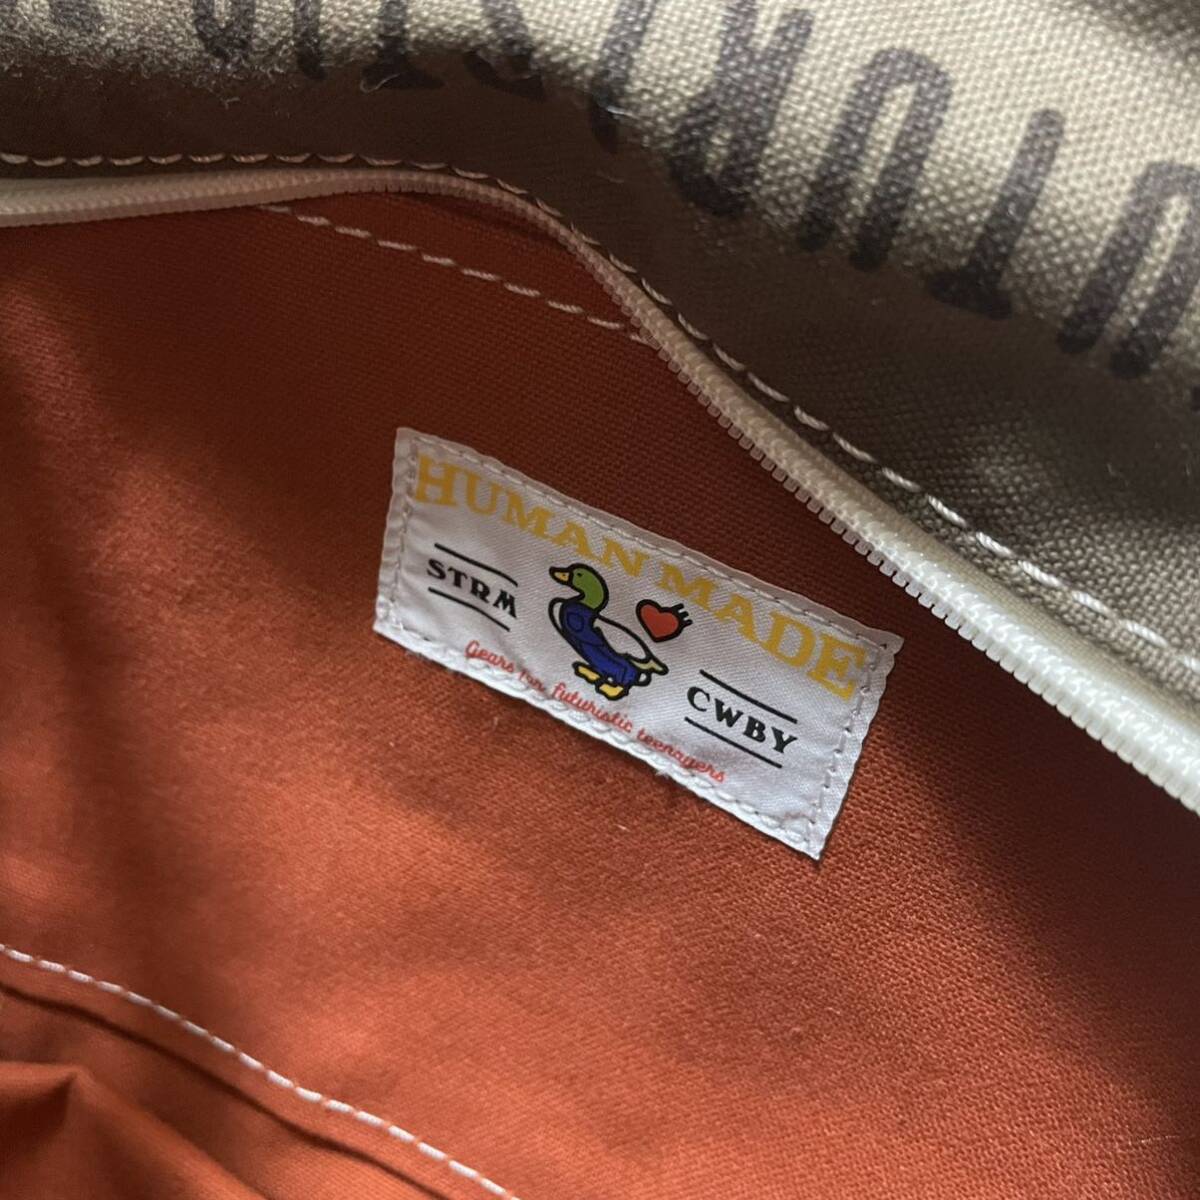 HUMAN MADE
STRM
CWBY
Gears for futuristic teenagers